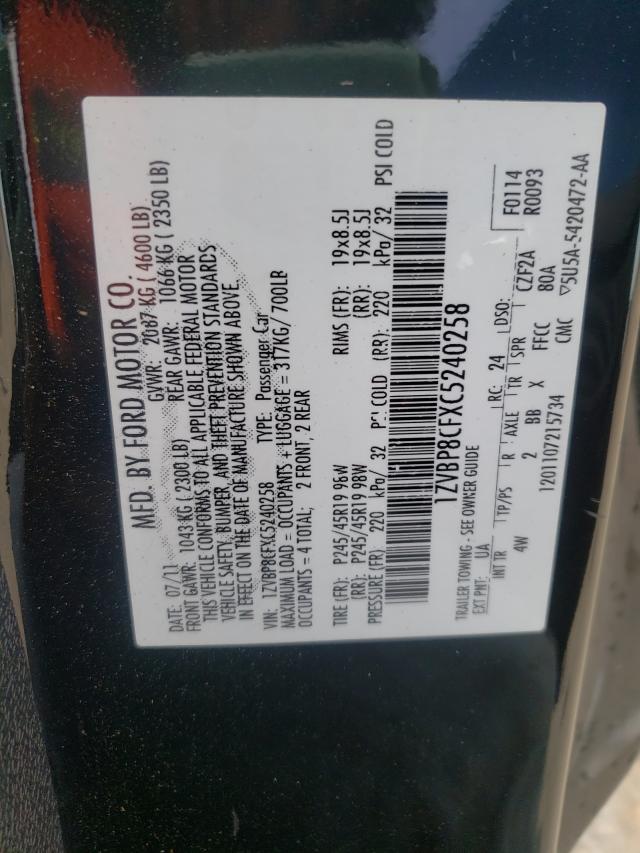 MFD. BY FORD MOTOR CO.
DATE: 07/11 GVWR: 2087 KG ( 4600 LB)
FRONT GAWR: 1043 KG ( 2300 LB) REAR GAWR: 1066 KG ( 2350 LB)
THIS VEHICLE CONFORMS TO ALL APPLICABLE FEDERAL MOTOR
VEHICLE SAFETY, BUMPER, AND THEFT PREVENTION STANDARDS
IN EFFECT ON THE DATE OF MANUFACTURE SHOWN ABOVE.
VIN: 1ZVBP8CFXC5240258 TYPE: Passenger Car
MAXIMUM LOAD = OCCUPANTS + LUGGAGE = 317KG/ 700LB
OCCUPANTS = 4 TOTAL; 2 FRONT, 2 REAR
TIRE (FR): P245/45R19 96W RIMS (FR): 19x8.5J
(RR): P245/45R19 98W (RR): 19x8.5J
PRESSURE (FR) 220 kPa/ 32 PSI COLD (RR): 220 kPa/ 32 PSI COLD
1ZVBP8CFXC5240258
TRAILER TOWING - SEE OWNER GUIDE
EXT PNT: UA RC: 24 DSO: F0114
INT TR TP/PS R AXLE TR SPR CZF2A R0093
4W 2 BB X FFCC 80A
1201107215734 CMC ▽5U5A-5420472-AA